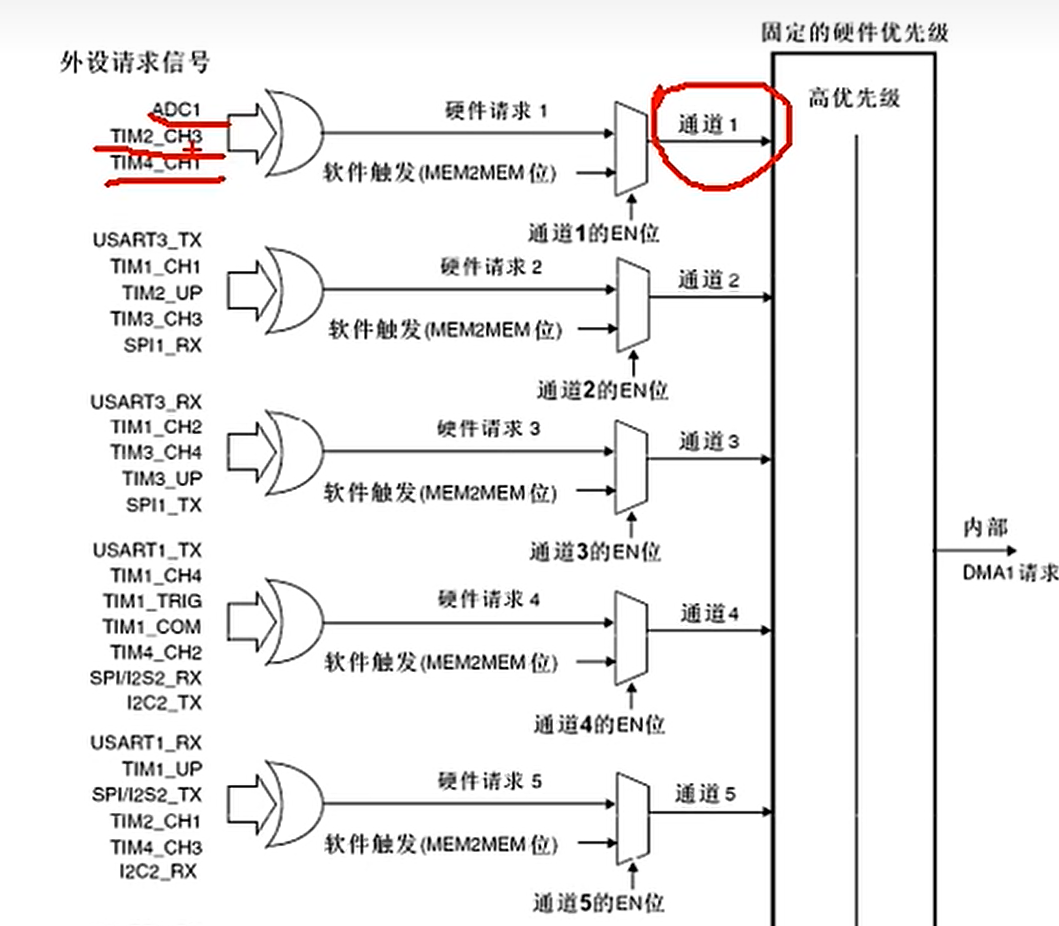 固定的硬件优先级
外设请求信号
高优先级
ADC1
TIM2_CH3
TIM4_CH1
硬件请求 1
软件触发(MEM2MEM 位)
通道 1
通道1的EN位
USART3_TX
TIM1_CH1
TIM2_UP
TIM3_CH3
SPI1_RX
硬件请求 2
软件触发(MEM2MEM 位)
通道 2
通道2的EN位
USART3_RX
TIM1_CH2
TIM3_CH4
TIM3_UP
SPI1_TX
硬件请求 3
软件触发(MEM2MEM 位)
通道 3
通道3的EN位
内部
DMA1 请求
USART1_TX
TIM1_CH4
TIM1_TRIG
TIM1_COM
TIM4_CH2
SPI/I2S2_RX
I2C2_TX
硬件请求 4
软件触发(MEM2MEM 位)
通道 4
通道4的EN位
USART1_RX
TIM1_UP
SPI/I2S2_TX
TIM2_CH1
TIM4_CH3
I2C2_RX
硬件请求 5
软件触发(MEM2MEM 位)
通道 5
通道5的EN位